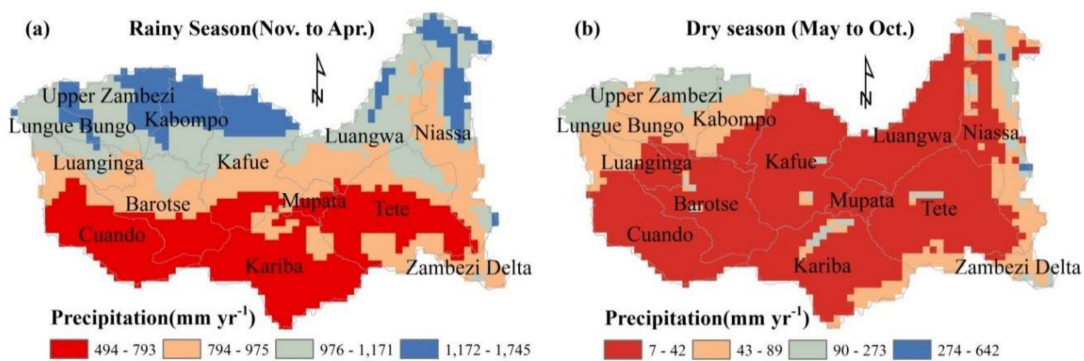 (a) Rainy Season(Nov. to Apr.)
N
Upper Zambezi
Lungue Bungo
Kabompo
Luangwa
Niassa
Luanginga
Kafue
Barotse
Mupata
Tete
Cuando
Kariba
Zambezi Delta
Precipitation(mm yr-1)
494 - 793
794 - 975
976 - 1,171
1,172 - 1,745
(b) Dry season (May to Oct.)
N
Upper Zambezi
Lungue Bungo
Kabompo
Luangwa
Niassa
Luanginga
Kafue
Barotse
Mupata
Tete
Cuando
Kariba
Zambezi Delta
Precipitation(mm yr-1)
7 - 42
43 - 89
90 - 273
274 - 642